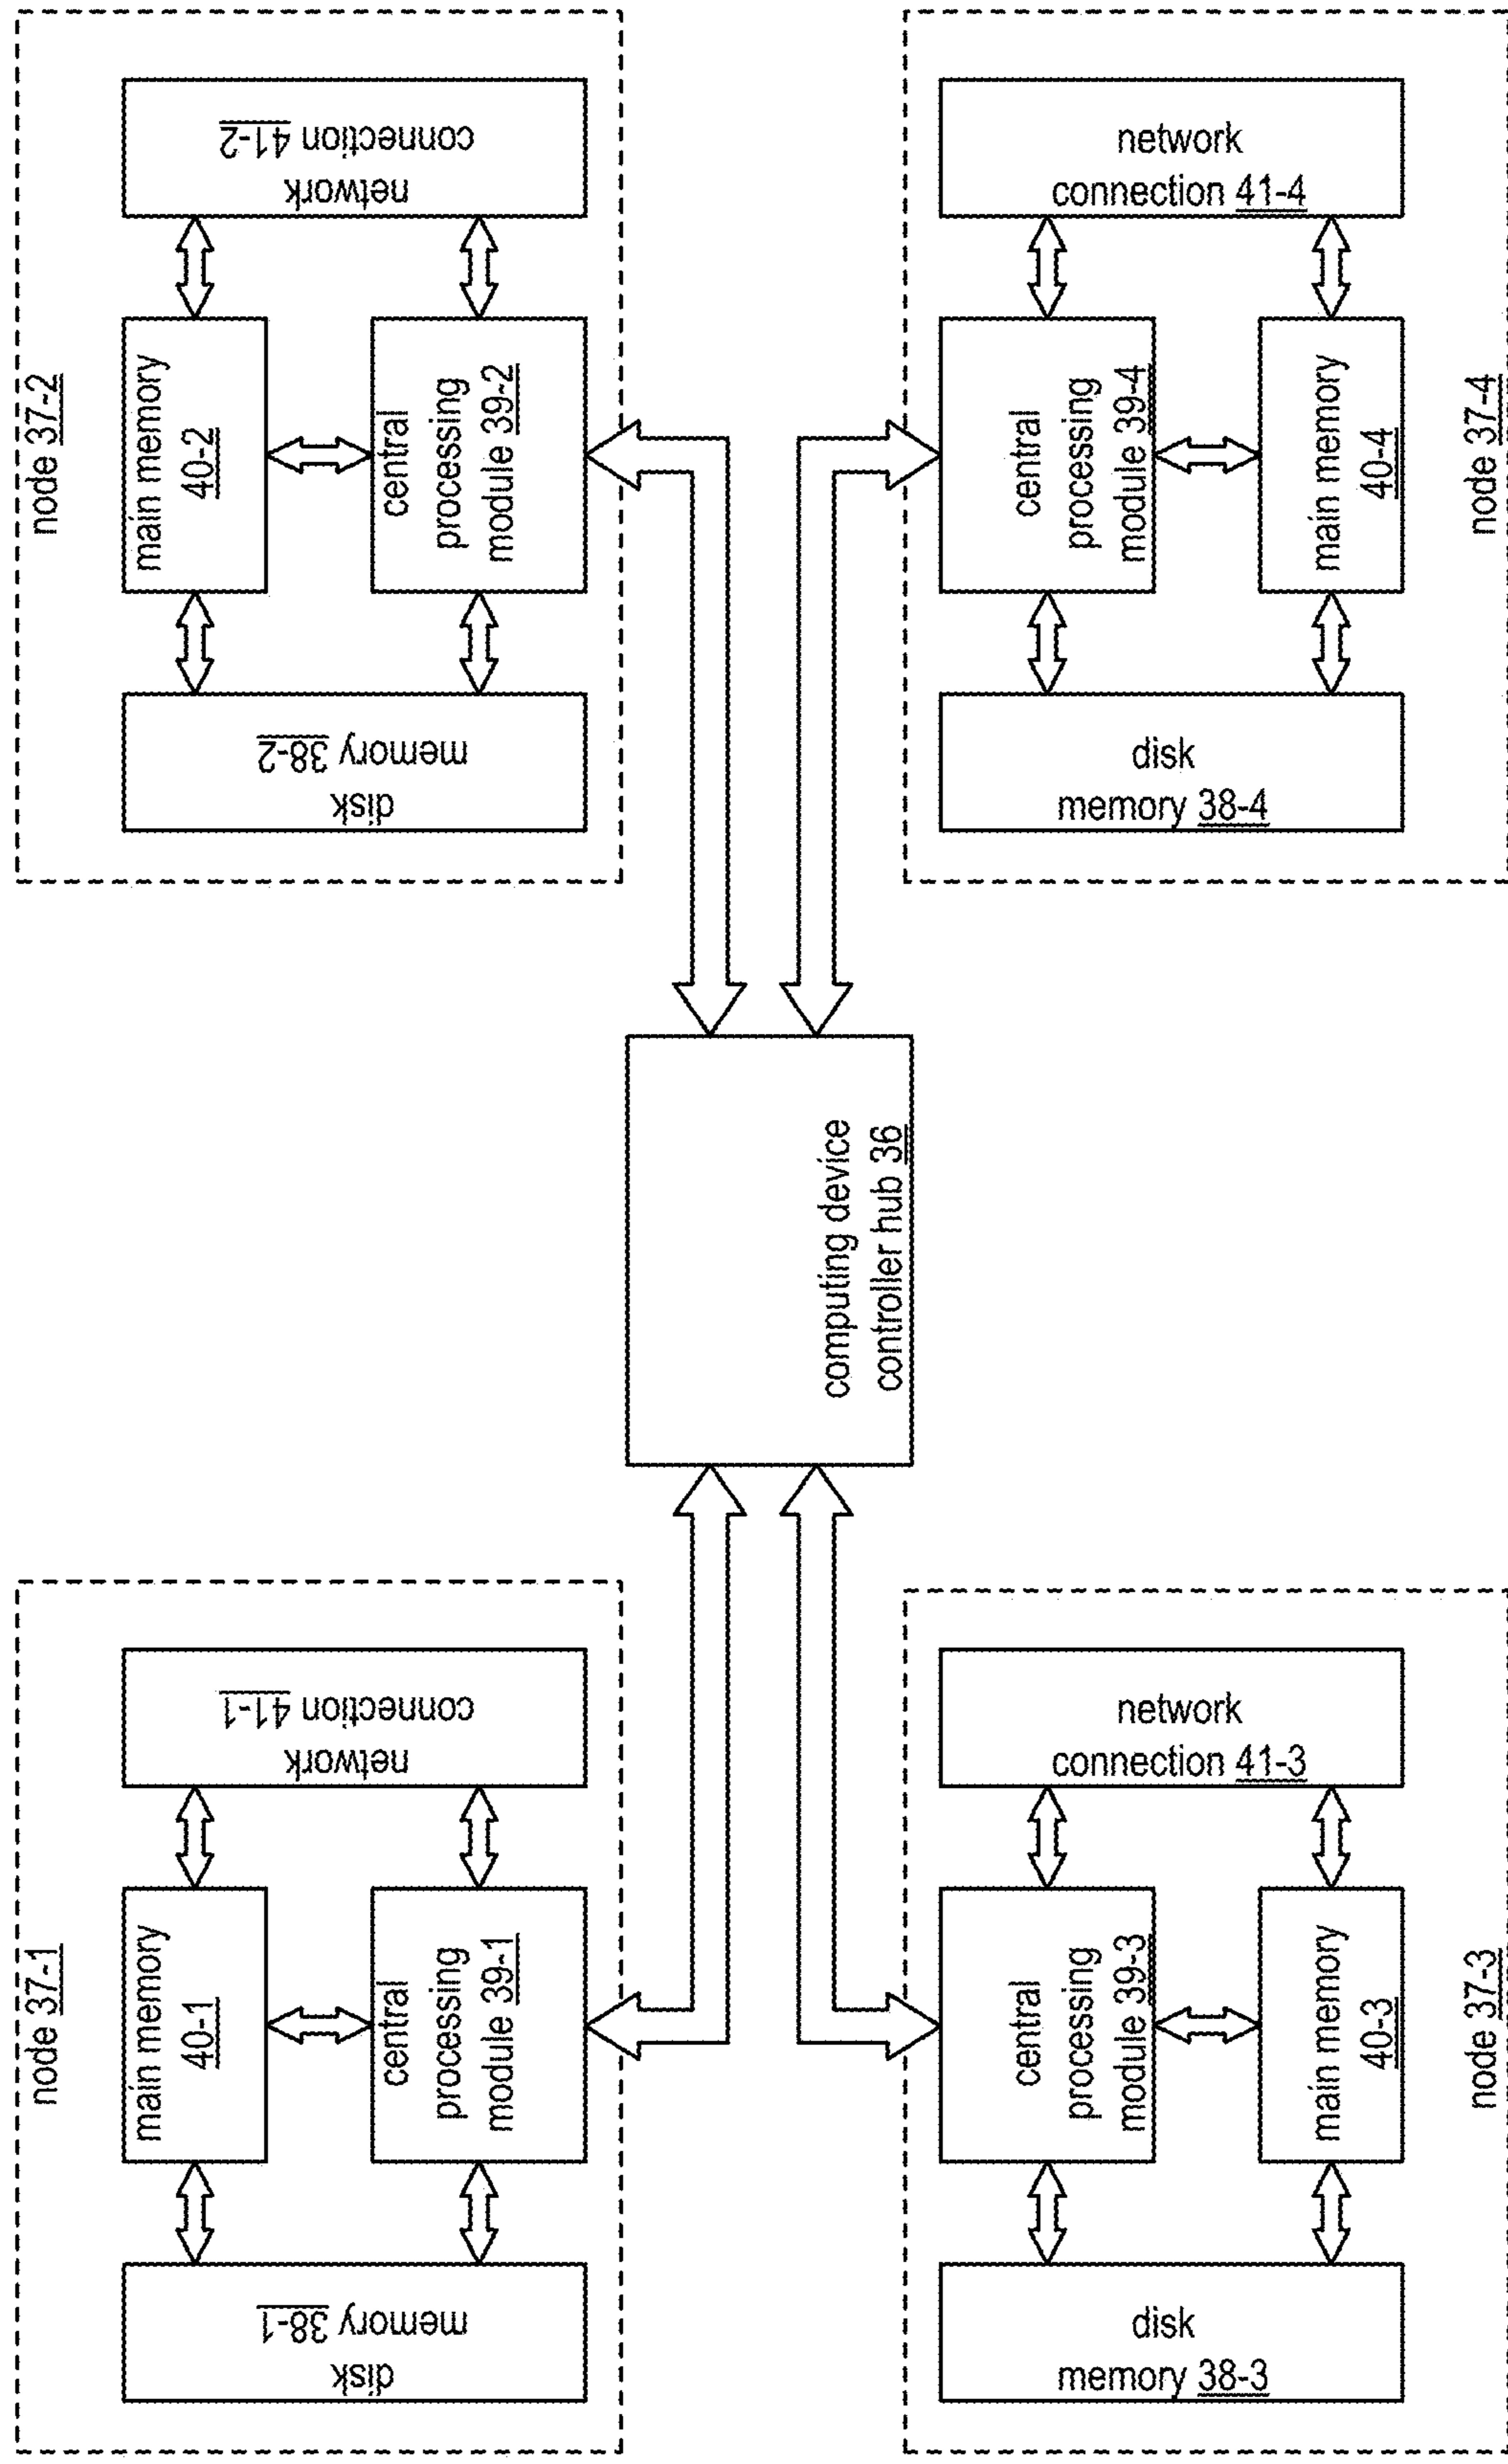 node 37-1
disk
memory 38-1
main memory
40-1
central
processing
module 39-1
network
connection 41-1
node 37-2
disk
memory 38-2
main memory
40-2
central
processing
module 39-2
network
connection 41-2
computing device
controller hub 36
disk
memory 38-3
central
processing
module 39-3
main memory
40-3
network
connection 41-3
node 37-3
disk
memory 38-4
central
processing
module 39-4
main memory
40-4
network
connection 41-4
node 37-4